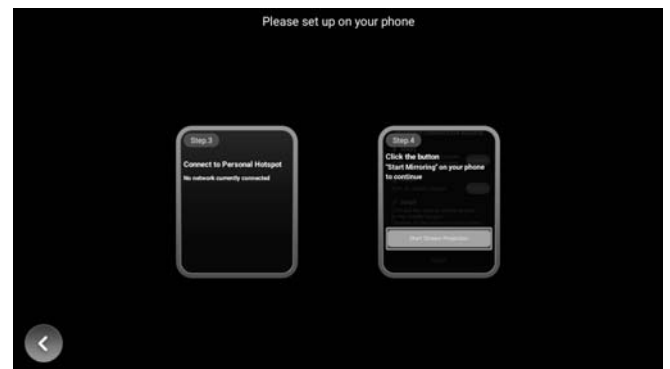 Please set up on your phone
Step.3
Connect to Personal Hotspot
No network currently connected
Step.4
Click the button
"Start Mirroring" on your phone
to continue
Start Screen Projection